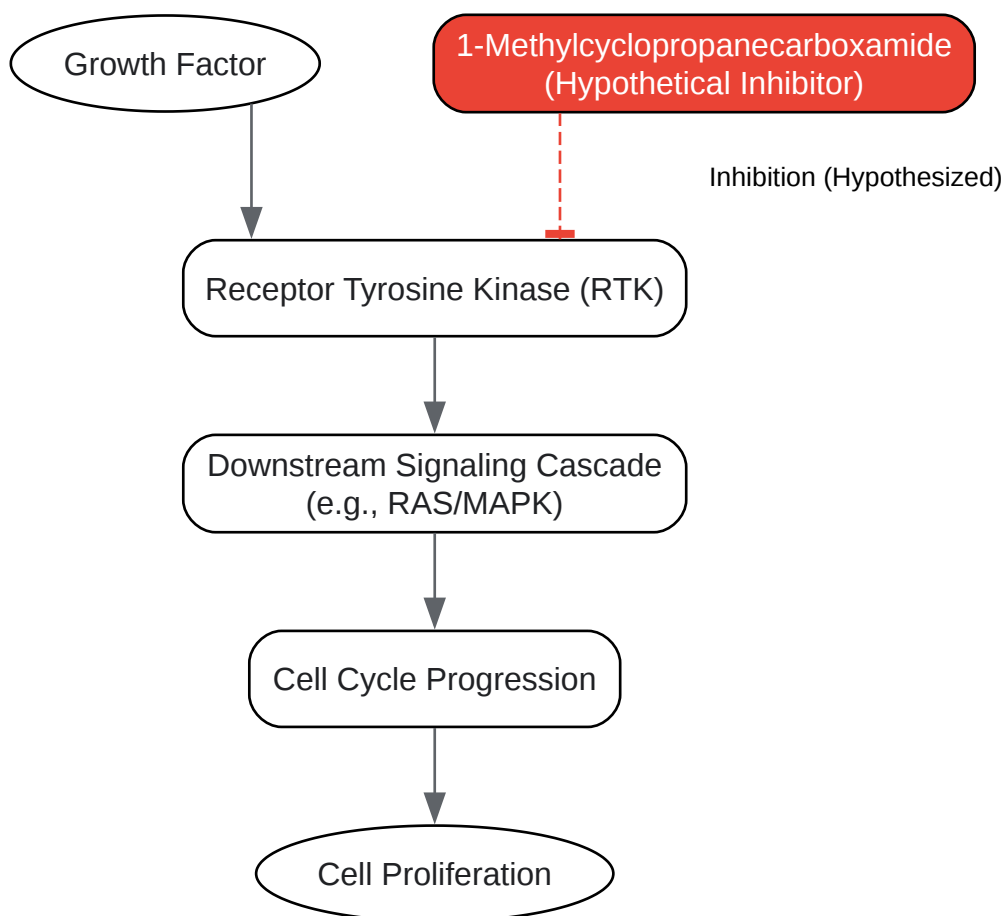 Growth Factor
1-Methylcyclopropanecarboxamide
(Hypothetical Inhibitor)
Inhibition (Hypothesized)
Receptor Tyrosine Kinase (RTK)
Downstream Signaling Cascade
(e.g., RAS/MAPK)
Cell Cycle Progression
Cell Proliferation